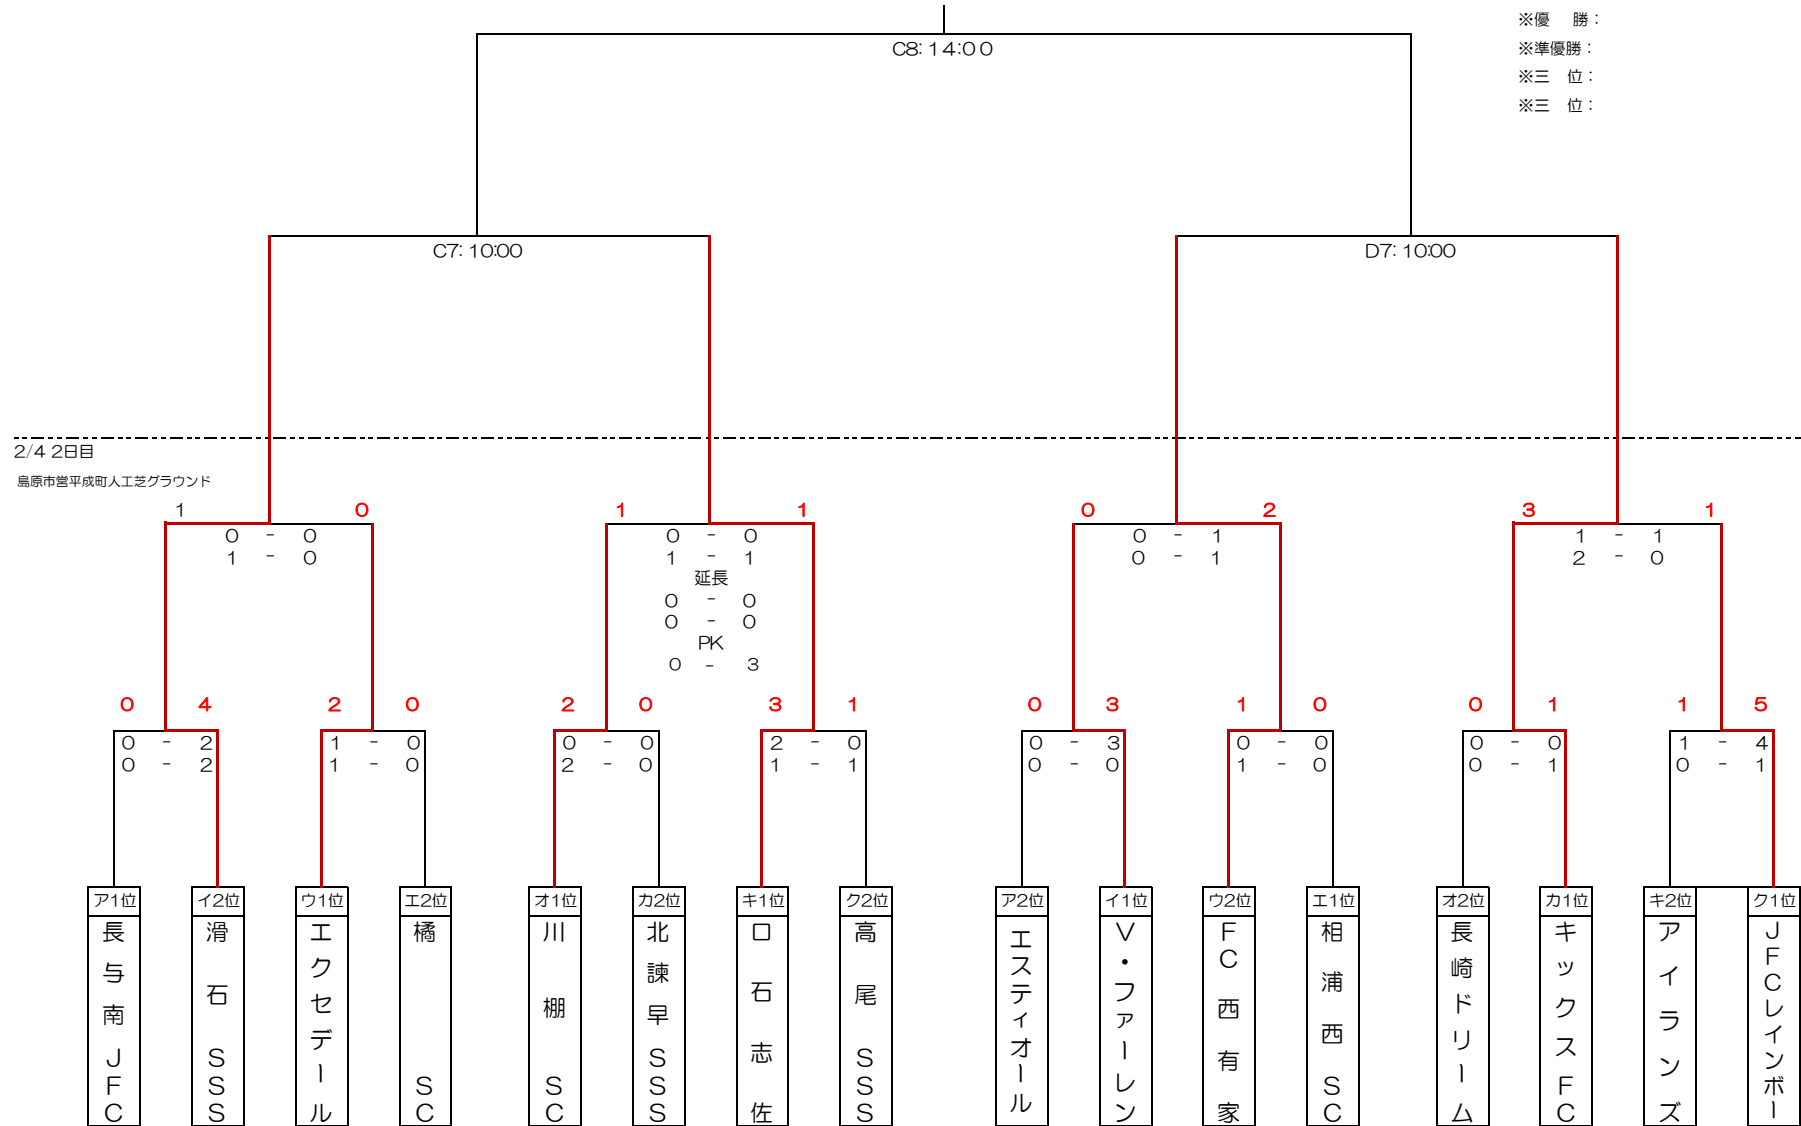 ※優　勝：
※準優勝：
※三　位：
※三　位：
C8: 14:00
C7: 10:00
D7: 10:00
2/4 2日目
島原市営平成町人工芝グラウンド
1 0
0 - 0
1 - 0
1 1
0 - 0
1 - 1
延長
0 - 0
0 - 0
PK
0 - 3
0 2
0 - 1
0 - 1
3 1
1 - 1
2 - 0
0 4
0 - 2
0 - 2
2 0
1 - 0
1 - 0
2 0
0 - 0
2 - 0
3 1
2 - 0
1 - 1
0 3
0 - 3
0 - 0
1 0
0 - 0
1 - 0
0 1
0 - 0
0 - 1
1 5
1 - 4
0 - 1
ア1位
長与南JFC
イ2位
滑石SSS
ウ1位
エクセデール
エ2位
橘SC
オ1位
川棚SC
カ2位
北諫早SSS
キ1位
口石志佐
ク2位
高尾SSS
ア2位
エスティオール
イ1位
V・ファーレン
ウ2位
FC西有家
エ1位
相浦西SC
オ2位
長崎ドリーム
カ1位
キックスFC
キ2位
アイランズ
ク1位
JFCレインボー